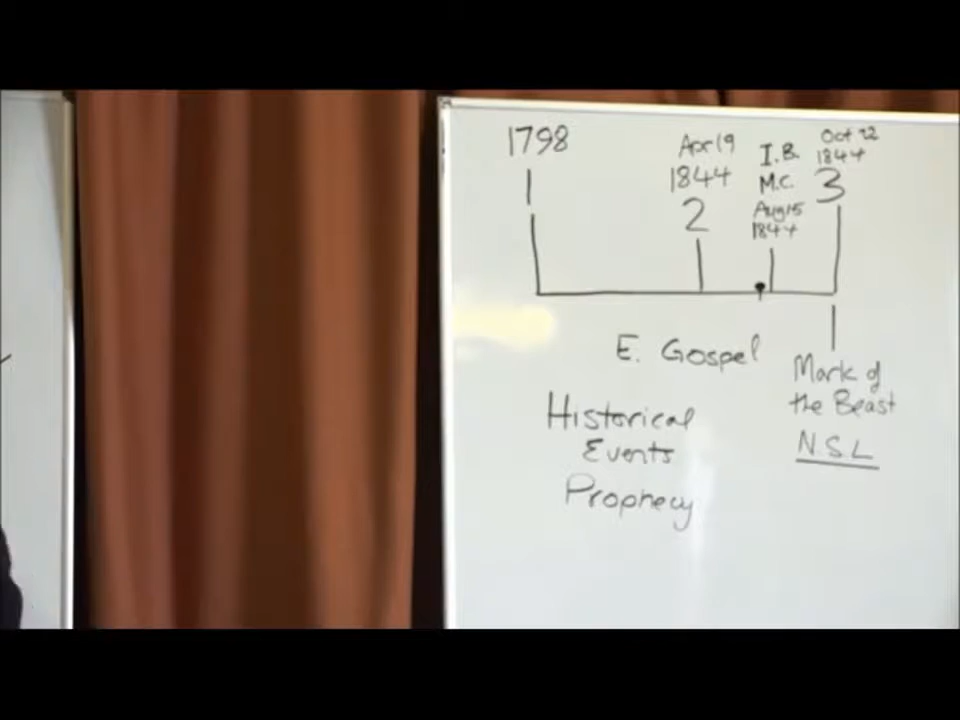 1798
1
Apr 19
1844
2
I.B.
M.C.
Aug 15
1844
Oct 22
1844
3
E. Gospel
Historical
Events
Prophecy
Mark of
the Beast
N.S.L